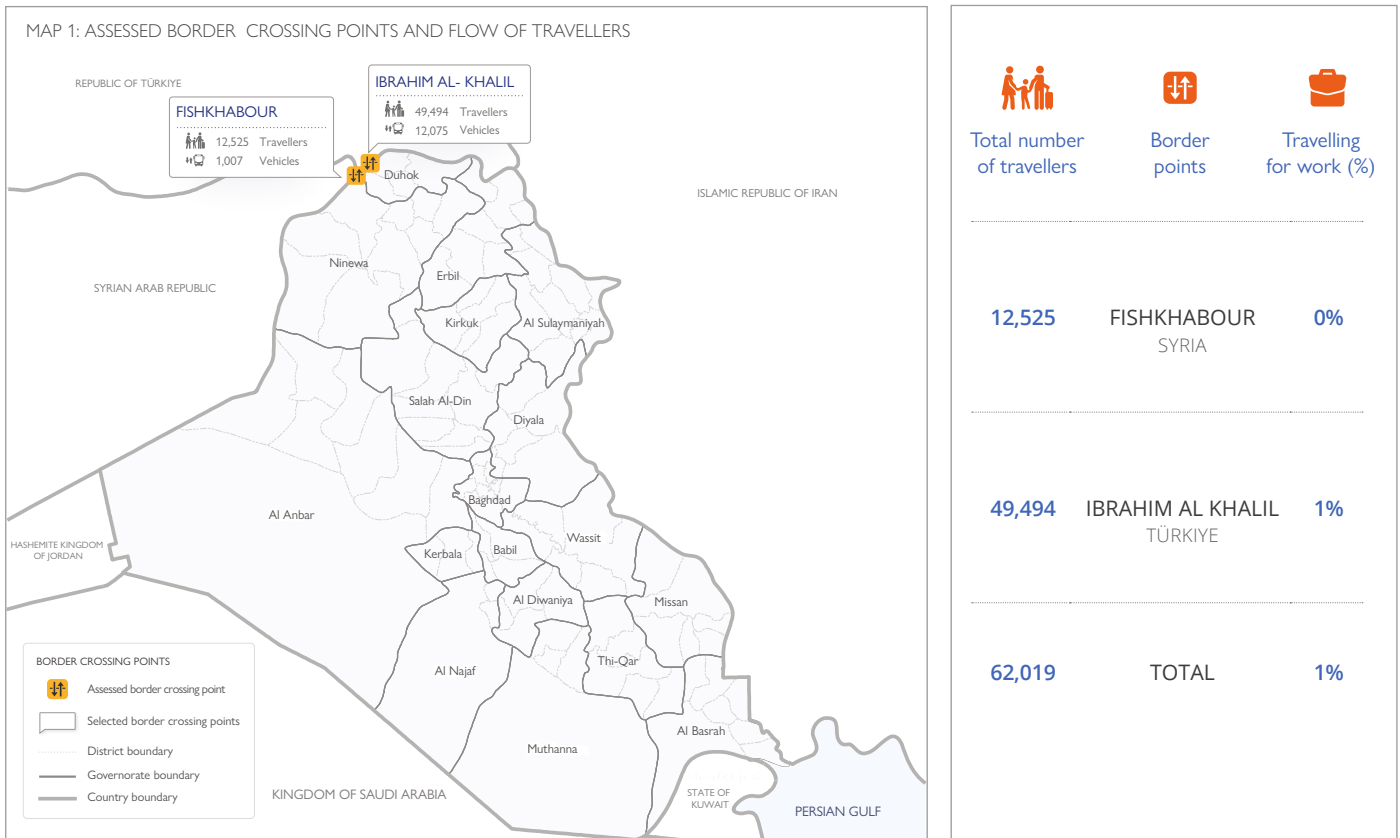 MAP 1: ASSESSED BORDER CROSSING POINTS AND FLOW OF TRAVELLERS
REPUBLIC OF TÜRKIYE
IBRAHIM AL- KHALIL
49,494 Travellers
12,075 Vehicles
FISHKHABOUR
12,525 Travellers
1,007 Vehicles
Duhok
ISLAMIC REPUBLIC OF IRAN
Ninewa
Erbil
SYRIAN ARAB REPUBLIC
Kirkuk
Al Sulaymaniyah
Salah Al-Din
Diyala
Baghdad
Al Anbar
Wassit
HASHEMITE KINGDOM
OF JORDAN
Kerbala
Babil
Al Diwaniya
Missan
Al Najaf
Thi-Qar
Al Basrah
Muthanna
KINGDOM OF SAUDI ARABIA
STATE OF
KUWAIT
PERSIAN GULF
BORDER CROSSING POINTS
Assessed border crossing point
Selected border crossing points
District boundary
Governorate boundary
Country boundary
Total number
of travellers
Border
points
Travelling
for work (%)
12,525 FISHKHABOUR 0%
SYRIA
49,494 IBRAHIM AL KHALIL 1%
TÜRKIYE
62,019 TOTAL 1%